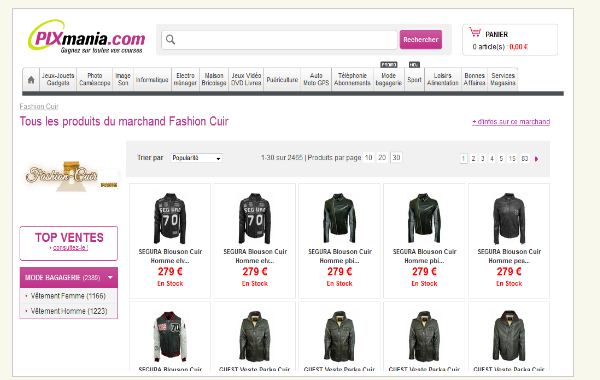 PIXmania.com
Gagnez sur toutes vos courses
Rechercher
PANIER
0 article(s) : 0,00 €
PROMO
Jeux-Jouets Gadgets
Photo Caméscope
Image Son
Informatique
Electro ménager
Maison Bricolage
Jeux Vidéo DVD Livres
Puériculture
Auto Moto GPS
Téléphonie Abonnements
Mode bagagerie
Sport
Loisirs Alimentation
Bonnes Affaires
Services Magasins
Fashion Cuir
Tous les produits du marchand Fashion Cuir
+ d'infos sur ce marchand
Fashion-Cuir
Trier par Popularité 1-30 sur 2455 | Produits par page 10 20 30 1 2 3 4 5 15 83
TOP VENTES
› consultez-le !
MODE BAGAGERIE (2389)
Vêtement Femme (1166)
Vêtement Homme (1223)
SEGURA Blouson Cuir Homme elv...
279 €
En Stock
SEGURA Blouson Cuir Homme elv...
279 €
En Stock
SEGURA Blouson Cuir Homme pbi...
279 €
En Stock
SEGURA Blouson Cuir Homme pbi...
279 €
En Stock
SEGURA Blouson Cuir Homme pea...
279 €
En Stock
SEGURA Blouson Cuir
GUEST Veste Parka Cuir
GUEST Veste Parka Cuir
GUEST Veste Parka Cuir
GUEST Veste Parka Cuir